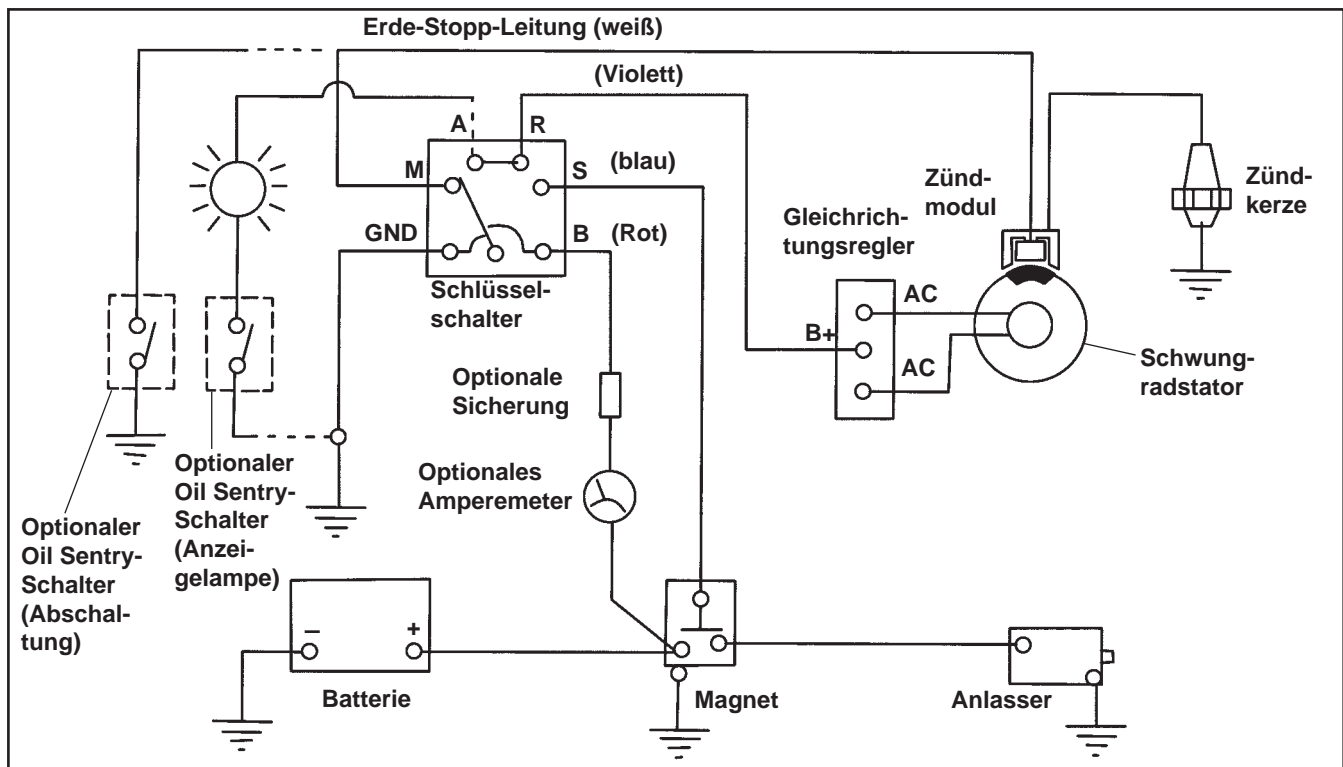 Erde-Stopp-Leitung (weiß)
(Violett)
A
R
M
S
(blau)
GND
B
(Rot)
Schlüssel-
schalter
Zünd-
modul
Zünd-
kerze
Gleichrich-
tungsregler
AC
B+
AC
Schwung-
radstator
Optionale
Sicherung
Optionales
Amperemeter
Optionaler
Oil Sentry-
Schalter
(Anzei-
gelampe)
Optionaler
Oil Sentry-
Schalter
(Abschal-
tung)
–
+
Batterie
Magnet
Anlasser